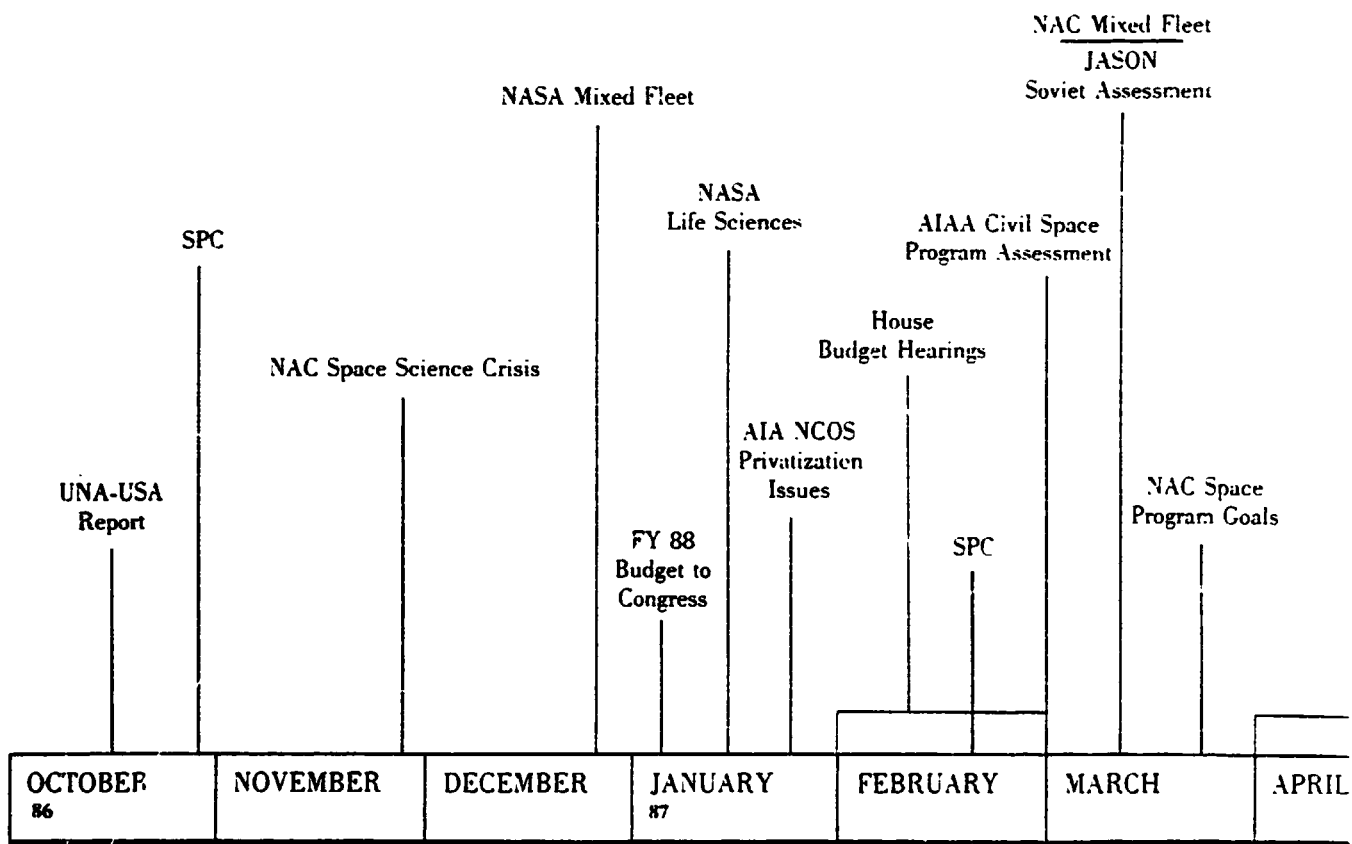 NAC Mixed Fleet
JASON
Soviet Assessment
NASA Mixed Fleet
NASA
Life Sciences
AIAA Civil Space
Program Assessment
SPC
House
Budget Hearings
NAC Space Science Crisis
AIA NCOS
Privatization
Issues
UNA-USA
Report
NAC Space
Program Goals
FY 88
Budget to
Congress
SPC
OCTOBER
86
NOVEMBER
DECEMBER
JANUARY
87
FEBRUARY
MARCH
APRIL